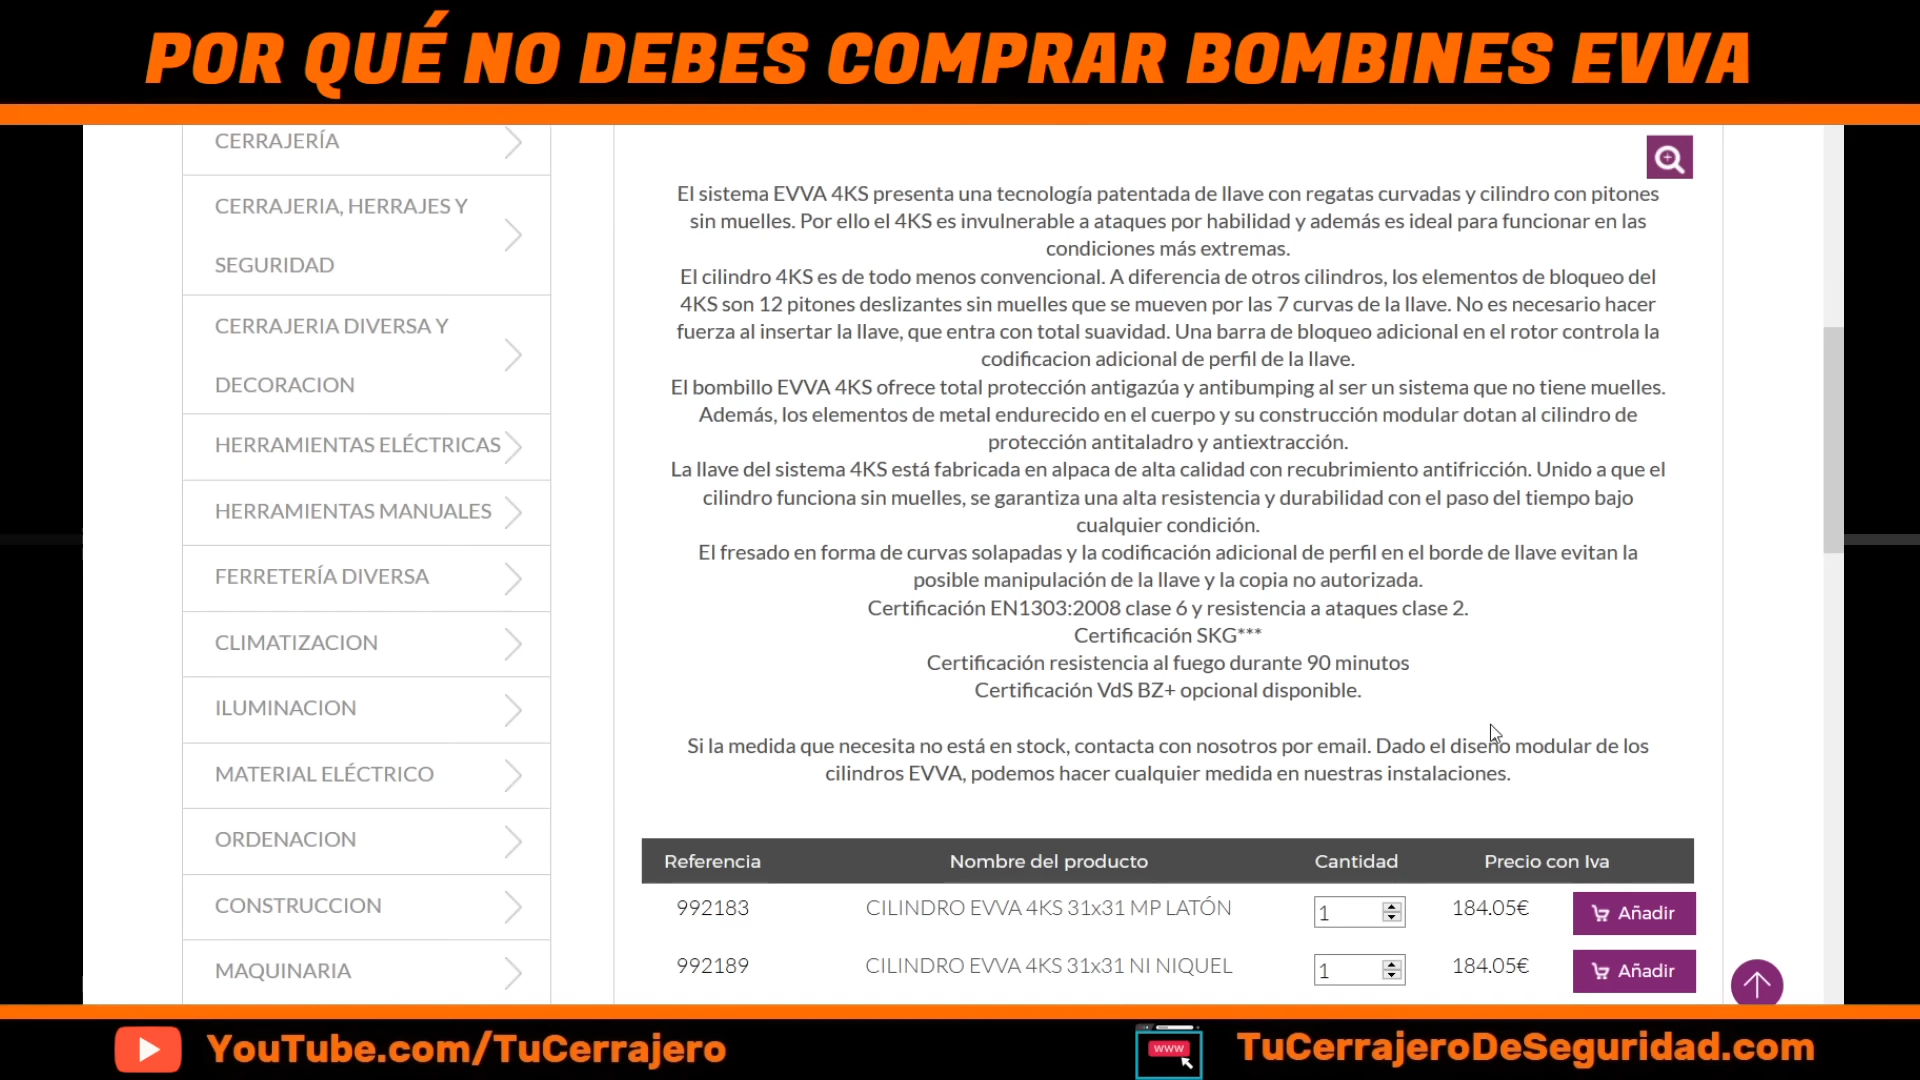 POR QUÉ NO DEBES COMPRAR BOMBINES EVVA
CERRAJERÍA
CERRAJERIA, HERRAJES Y
SEGURIDAD
CERRAJERIA DIVERSA Y
DECORACION
HERRAMIENTAS ELÉCTRICAS
HERRAMIENTAS MANUALES
FERRETERÍA DIVERSA
CLIMATIZACION
ILUMINACION
MATERIAL ELÉCTRICO
ORDENACION
CONSTRUCCION
MAQUINARIA
El sistema EVVA 4KS presenta una tecnología patentada de llave con regatas curvadas y cilindro con pitones
sin muelles. Por ello el 4KS es invulnerable a ataques por habilidad y además es ideal para funcionar en las
condiciones más extremas.
El cilindro 4KS es de todo menos convencional. A diferencia de otros cilindros, los elementos de bloqueo del
4KS son 12 pitones deslizantes sin muelles que se mueven por las 7 curvas de la llave. No es necesario hacer
fuerza al insertar la llave, que entra con total suavidad. Una barra de bloqueo adicional en el rotor controla la
codificacion adicional de perfil de la llave.
El bombillo EVVA 4KS ofrece total protección antigazúa y antibumping al ser un sistema que no tiene muelles.
Además, los elementos de metal endurecido en el cuerpo y su construcción modular dotan al cilindro de
protección antitaladro y antiextracción.
La llave del sistema 4KS está fabricada en alpaca de alta calidad con recubrimiento antifricción. Unido a que el
cilindro funciona sin muelles, se garantiza una alta resistencia y durabilidad con el paso del tiempo bajo
cualquier condición.
El fresado en forma de curvas solapadas y la codificación adicional de perfil en el borde de llave evitan la
posible manipulación de la llave y la copia no autorizada.
Certificación EN1303:2008 clase 6 y resistencia a ataques clase 2.
Certificación SKG***
Certificación resistencia al fuego durante 90 minutos
Certificación VdS BZ+ opcional disponible.
Si la medida que necesita no está en stock, contacta con nosotros por email. Dado el diseño modular de los
cilindros EVVA, podemos hacer cualquier medida en nuestras instalaciones.
Referencia Nombre del producto Cantidad Precio con Iva
992183 CILINDRO EVVA 4KS 31x31 MP LATÓN 1 184.05€ Añadir
992189 CILINDRO EVVA 4KS 31x31 NI NIQUEL 1 184.05€ Añadir
YouTube.com/TuCerrajero
www
TuCerrajeroDeSeguridad.com